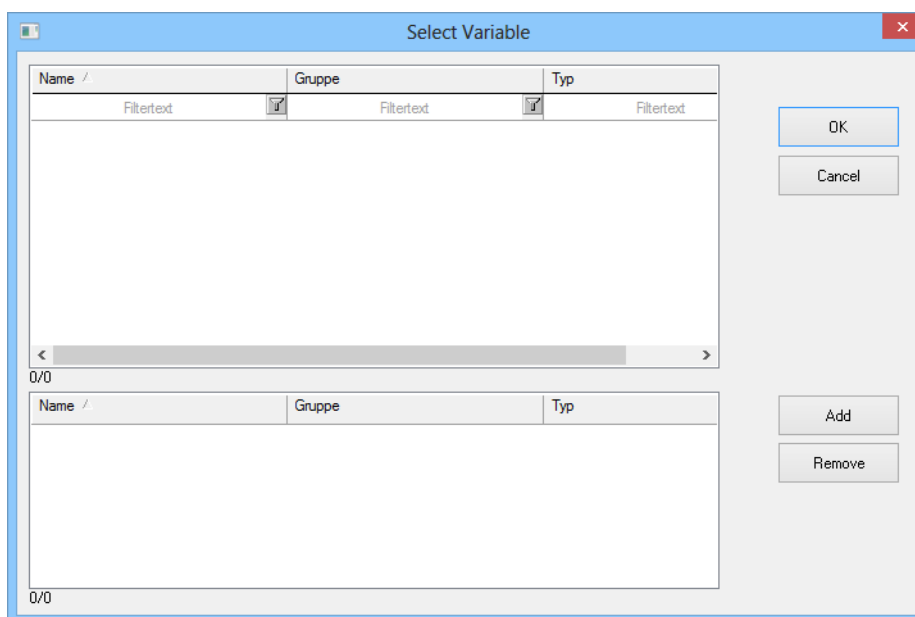 Select Variable
Name Gruppe Typ
Filtertext Filtertext Filtertext
OK
Cancel
0/0
Name Gruppe Typ
Add
Remove
0/0